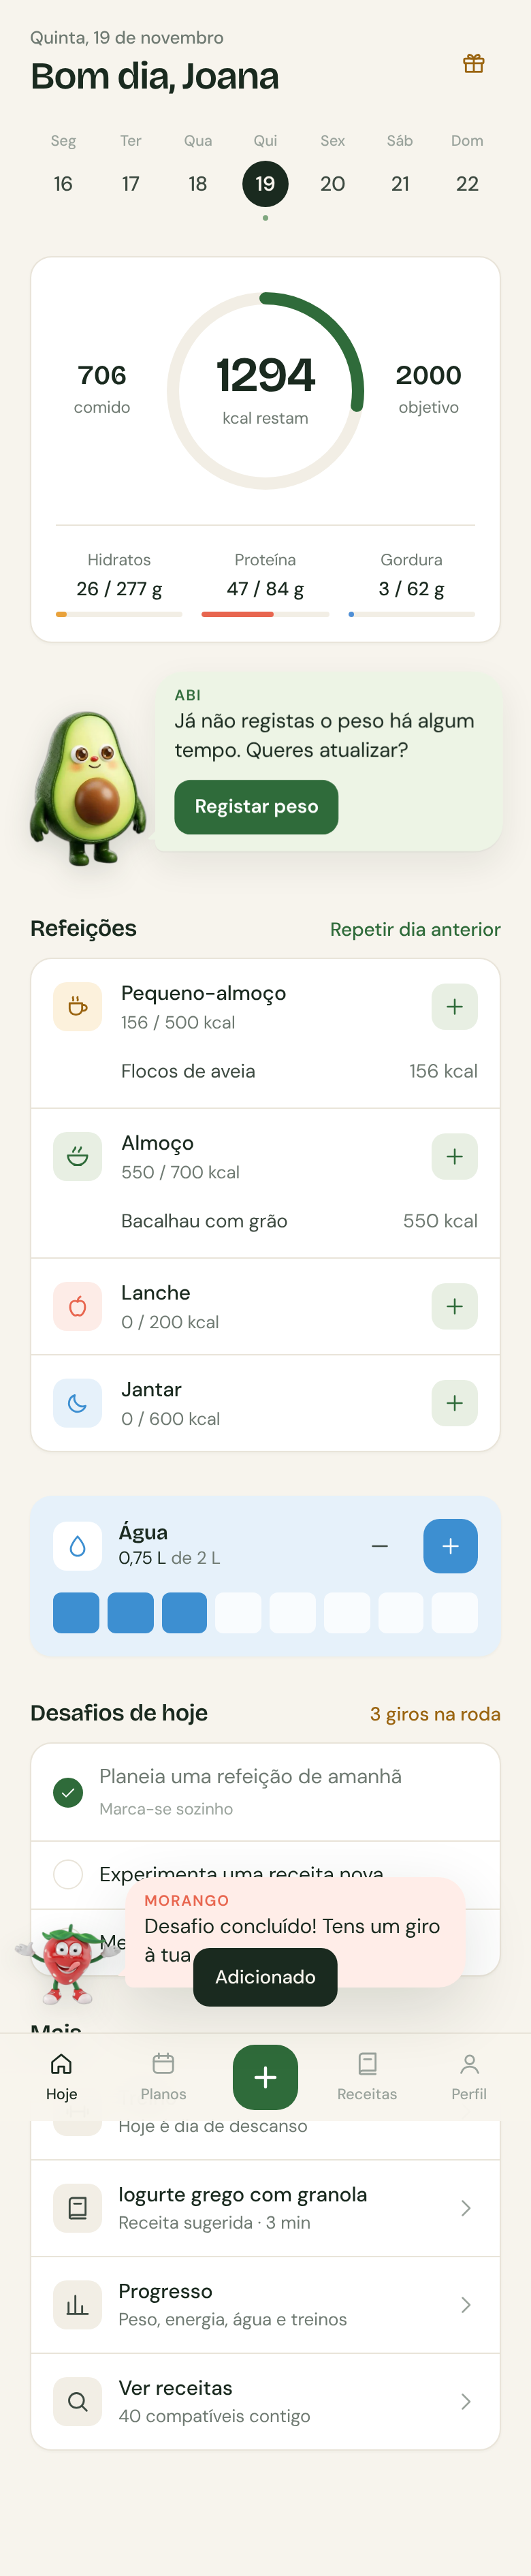 Quinta, 19 de novembro
Bom dia, Joana
Seg Ter Qua Qui Sex Sáb Dom
16 17 18 19 20 21 22
706
comido
1294
kcal restam
2000
objetivo
Hidratos
26 / 277 g
Proteína
47 / 84 g
Gordura
3 / 62 g
ABI
Já não registas o peso há algum
tempo. Queres atualizar?
Registar peso
Refeições
Repetir dia anterior
Pequeno-almoço
156 / 500 kcal
Flocos de aveia 156 kcal
Almoço
550 / 700 kcal
Bacalhau com grão 550 kcal
Lanche
0 / 200 kcal
Jantar
0 / 600 kcal
Água
0,75 L de 2 L
Desafios de hoje
3 giros na roda
Planeia uma refeição de amanhã
Marca-se sozinho
Experimenta uma receita nova
MORANGO
Desafio concluído! Tens um giro
à tua
Adicionado
Mais
Hoje
Planos
Receitas
Perfil
Hoje é dia de descanso
Iogurte grego com granola
Receita sugerida · 3 min
Progresso
Peso, energia, água e treinos
Ver receitas
40 compatíveis contigo